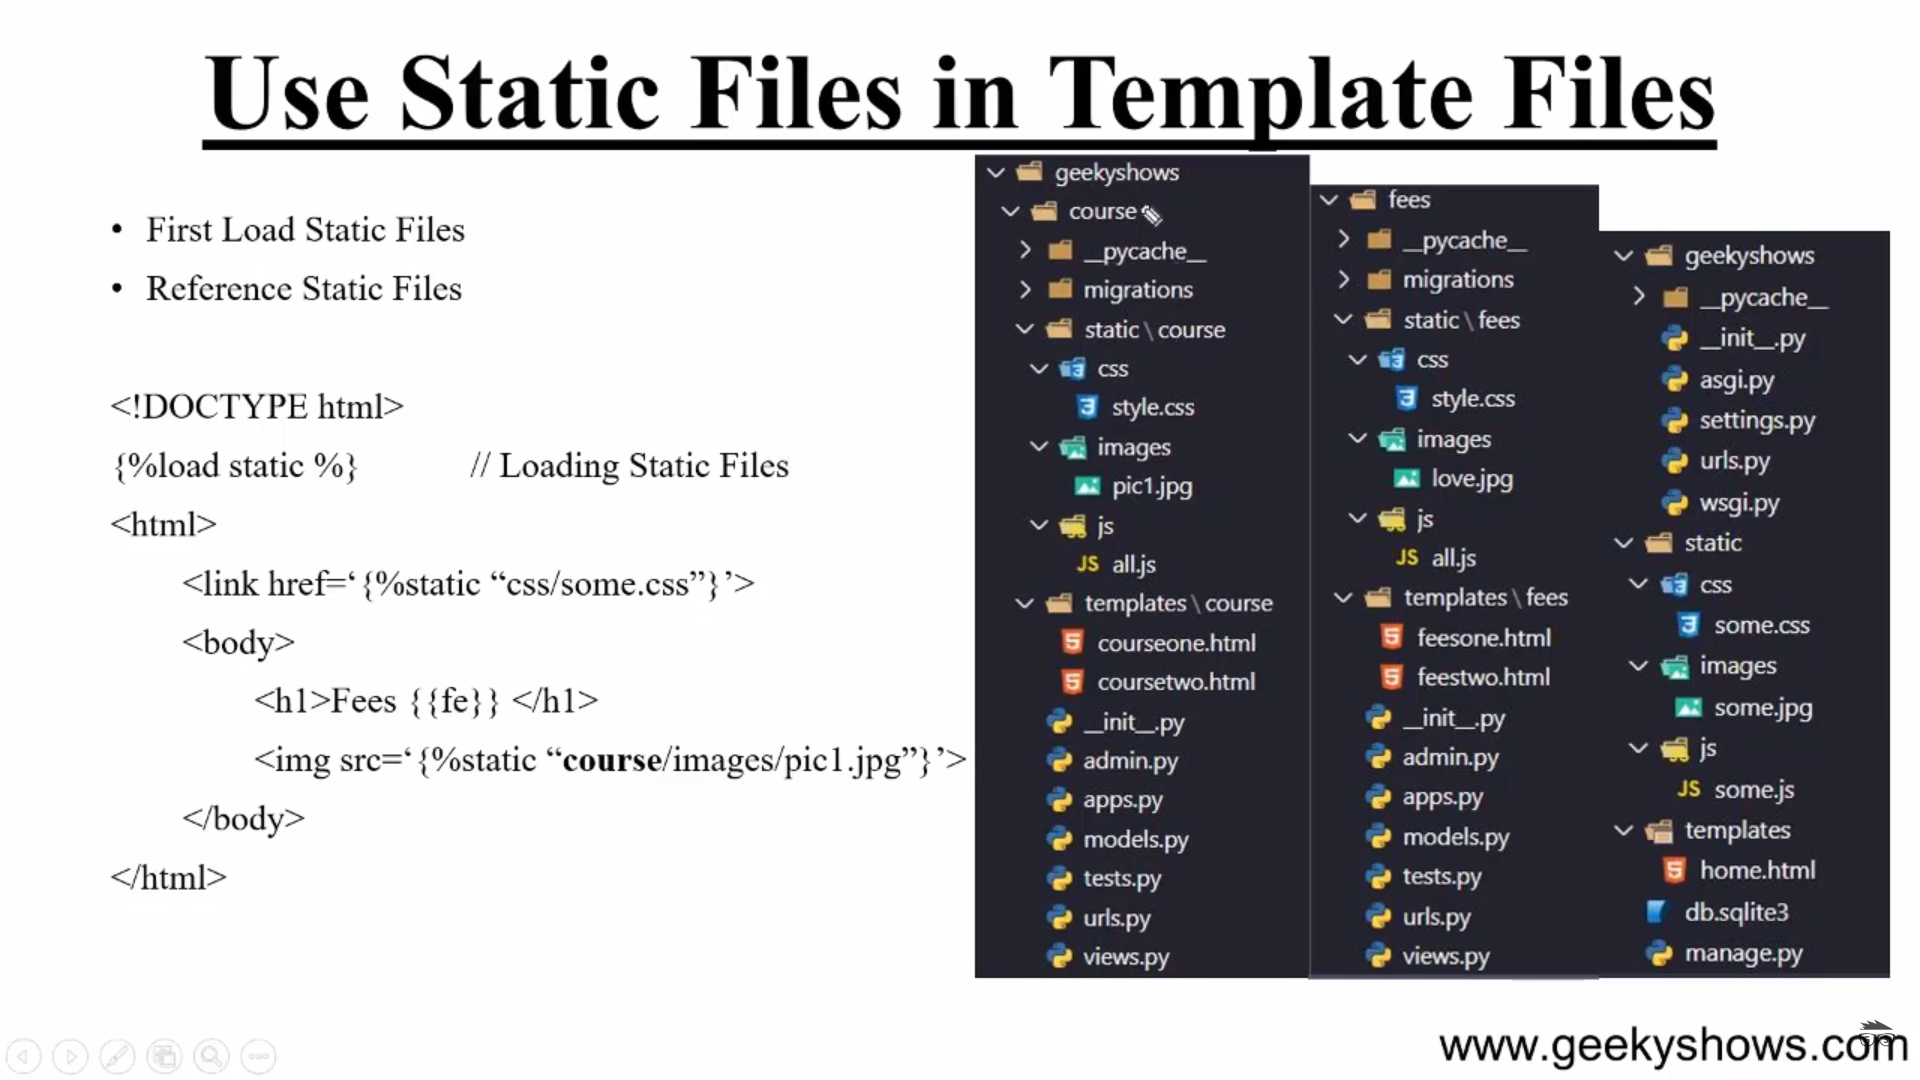 Use Static Files in Template Files
• First Load Static Files
• Reference Static Files
<!DOCTYPE html>
{%load static %} // Loading Static Files
<html>
<link href=‘{%static “css/some.css”}’>
<body>
<h1>Fees {{fe}} </h1>
<img src=‘{%static “course/images/pic1.jpg”}’>
</body>
</html>
geekyshows
course
__pycache__
migrations
static \ course
css
style.css
images
pic1.jpg
js
JS all.js
templates \ course
courseone.html
coursetwo.html
__init__.py
admin.py
apps.py
models.py
tests.py
urls.py
views.py
fees
__pycache__
migrations
static \ fees
css
style.css
images
love.jpg
js
JS all.js
templates \ fees
feesone.html
feestwo.html
__init__.py
admin.py
apps.py
models.py
tests.py
urls.py
views.py
geekyshows
__pycache__
__init__.py
asgi.py
settings.py
urls.py
wsgi.py
static
css
some.css
images
some.jpg
js
JS some.js
templates
home.html
db.sqlite3
manage.py
www.geekyshows.com